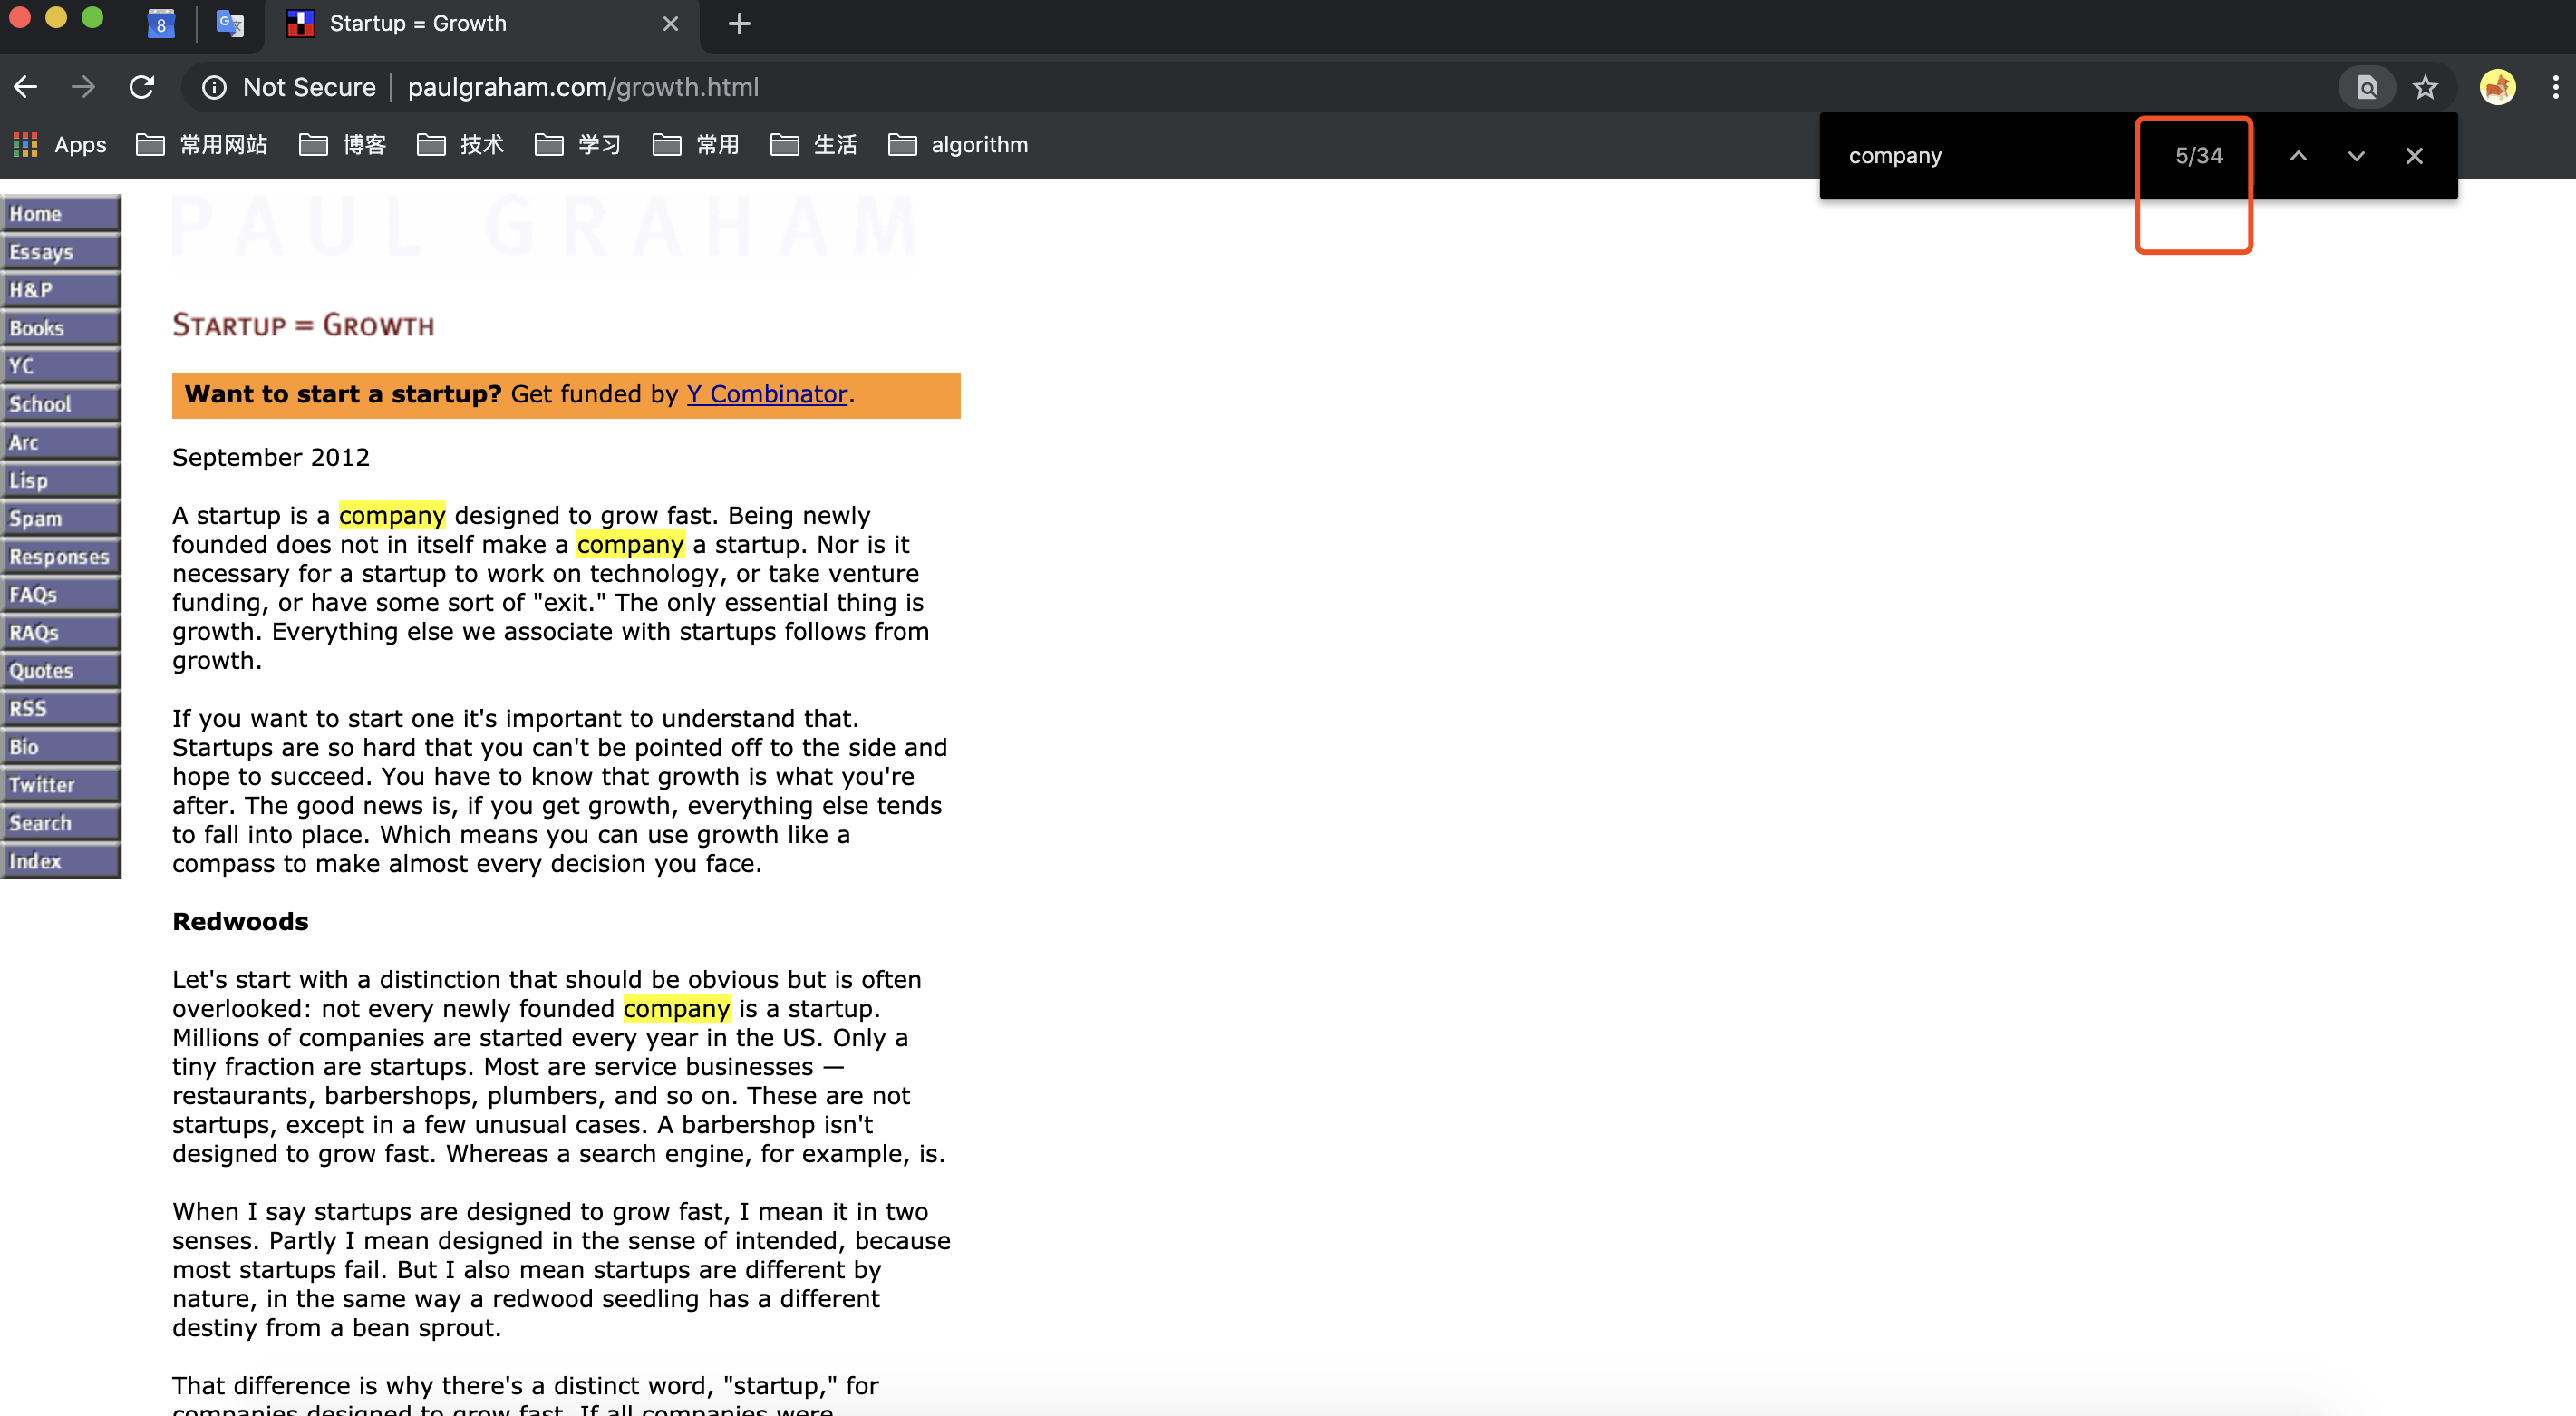 8
Startup = Growth
Not Secure
paulgraham.com/growth.html
Apps
常用网站
博客
技术
学习
常用
生活
algorithm
company
5/34
Home
Essays
H&P
Books
YC
School
Arc
Lisp
Spam
Responses
FAQs
RAQs
Quotes
RSS
Bio
Twitter
Search
Index
PAUL GRAHAM
STARTUP = GROWTH
Want to start a startup? Get funded by Y Combinator.
September 2012
A startup is a company designed to grow fast. Being newly
founded does not in itself make a company a startup. Nor is it
necessary for a startup to work on technology, or take venture
funding, or have some sort of "exit." The only essential thing is
growth. Everything else we associate with startups follows from
growth.
If you want to start one it's important to understand that.
Startups are so hard that you can't be pointed off to the side and
hope to succeed. You have to know that growth is what you're
after. The good news is, if you get growth, everything else tends
to fall into place. Which means you can use growth like a
compass to make almost every decision you face.
Redwoods
Let's start with a distinction that should be obvious but is often
overlooked: not every newly founded company is a startup.
Millions of companies are started every year in the US. Only a
tiny fraction are startups. Most are service businesses —
restaurants, barbershops, plumbers, and so on. These are not
startups, except in a few unusual cases. A barbershop isn't
designed to grow fast. Whereas a search engine, for example, is.
When I say startups are designed to grow fast, I mean it in two
senses. Partly I mean designed in the sense of intended, because
most startups fail. But I also mean startups are different by
nature, in the same way a redwood seedling has a different
destiny from a bean sprout.
That difference is why there's a distinct word, "startup," for
companies designed to grow fast. If all companies were